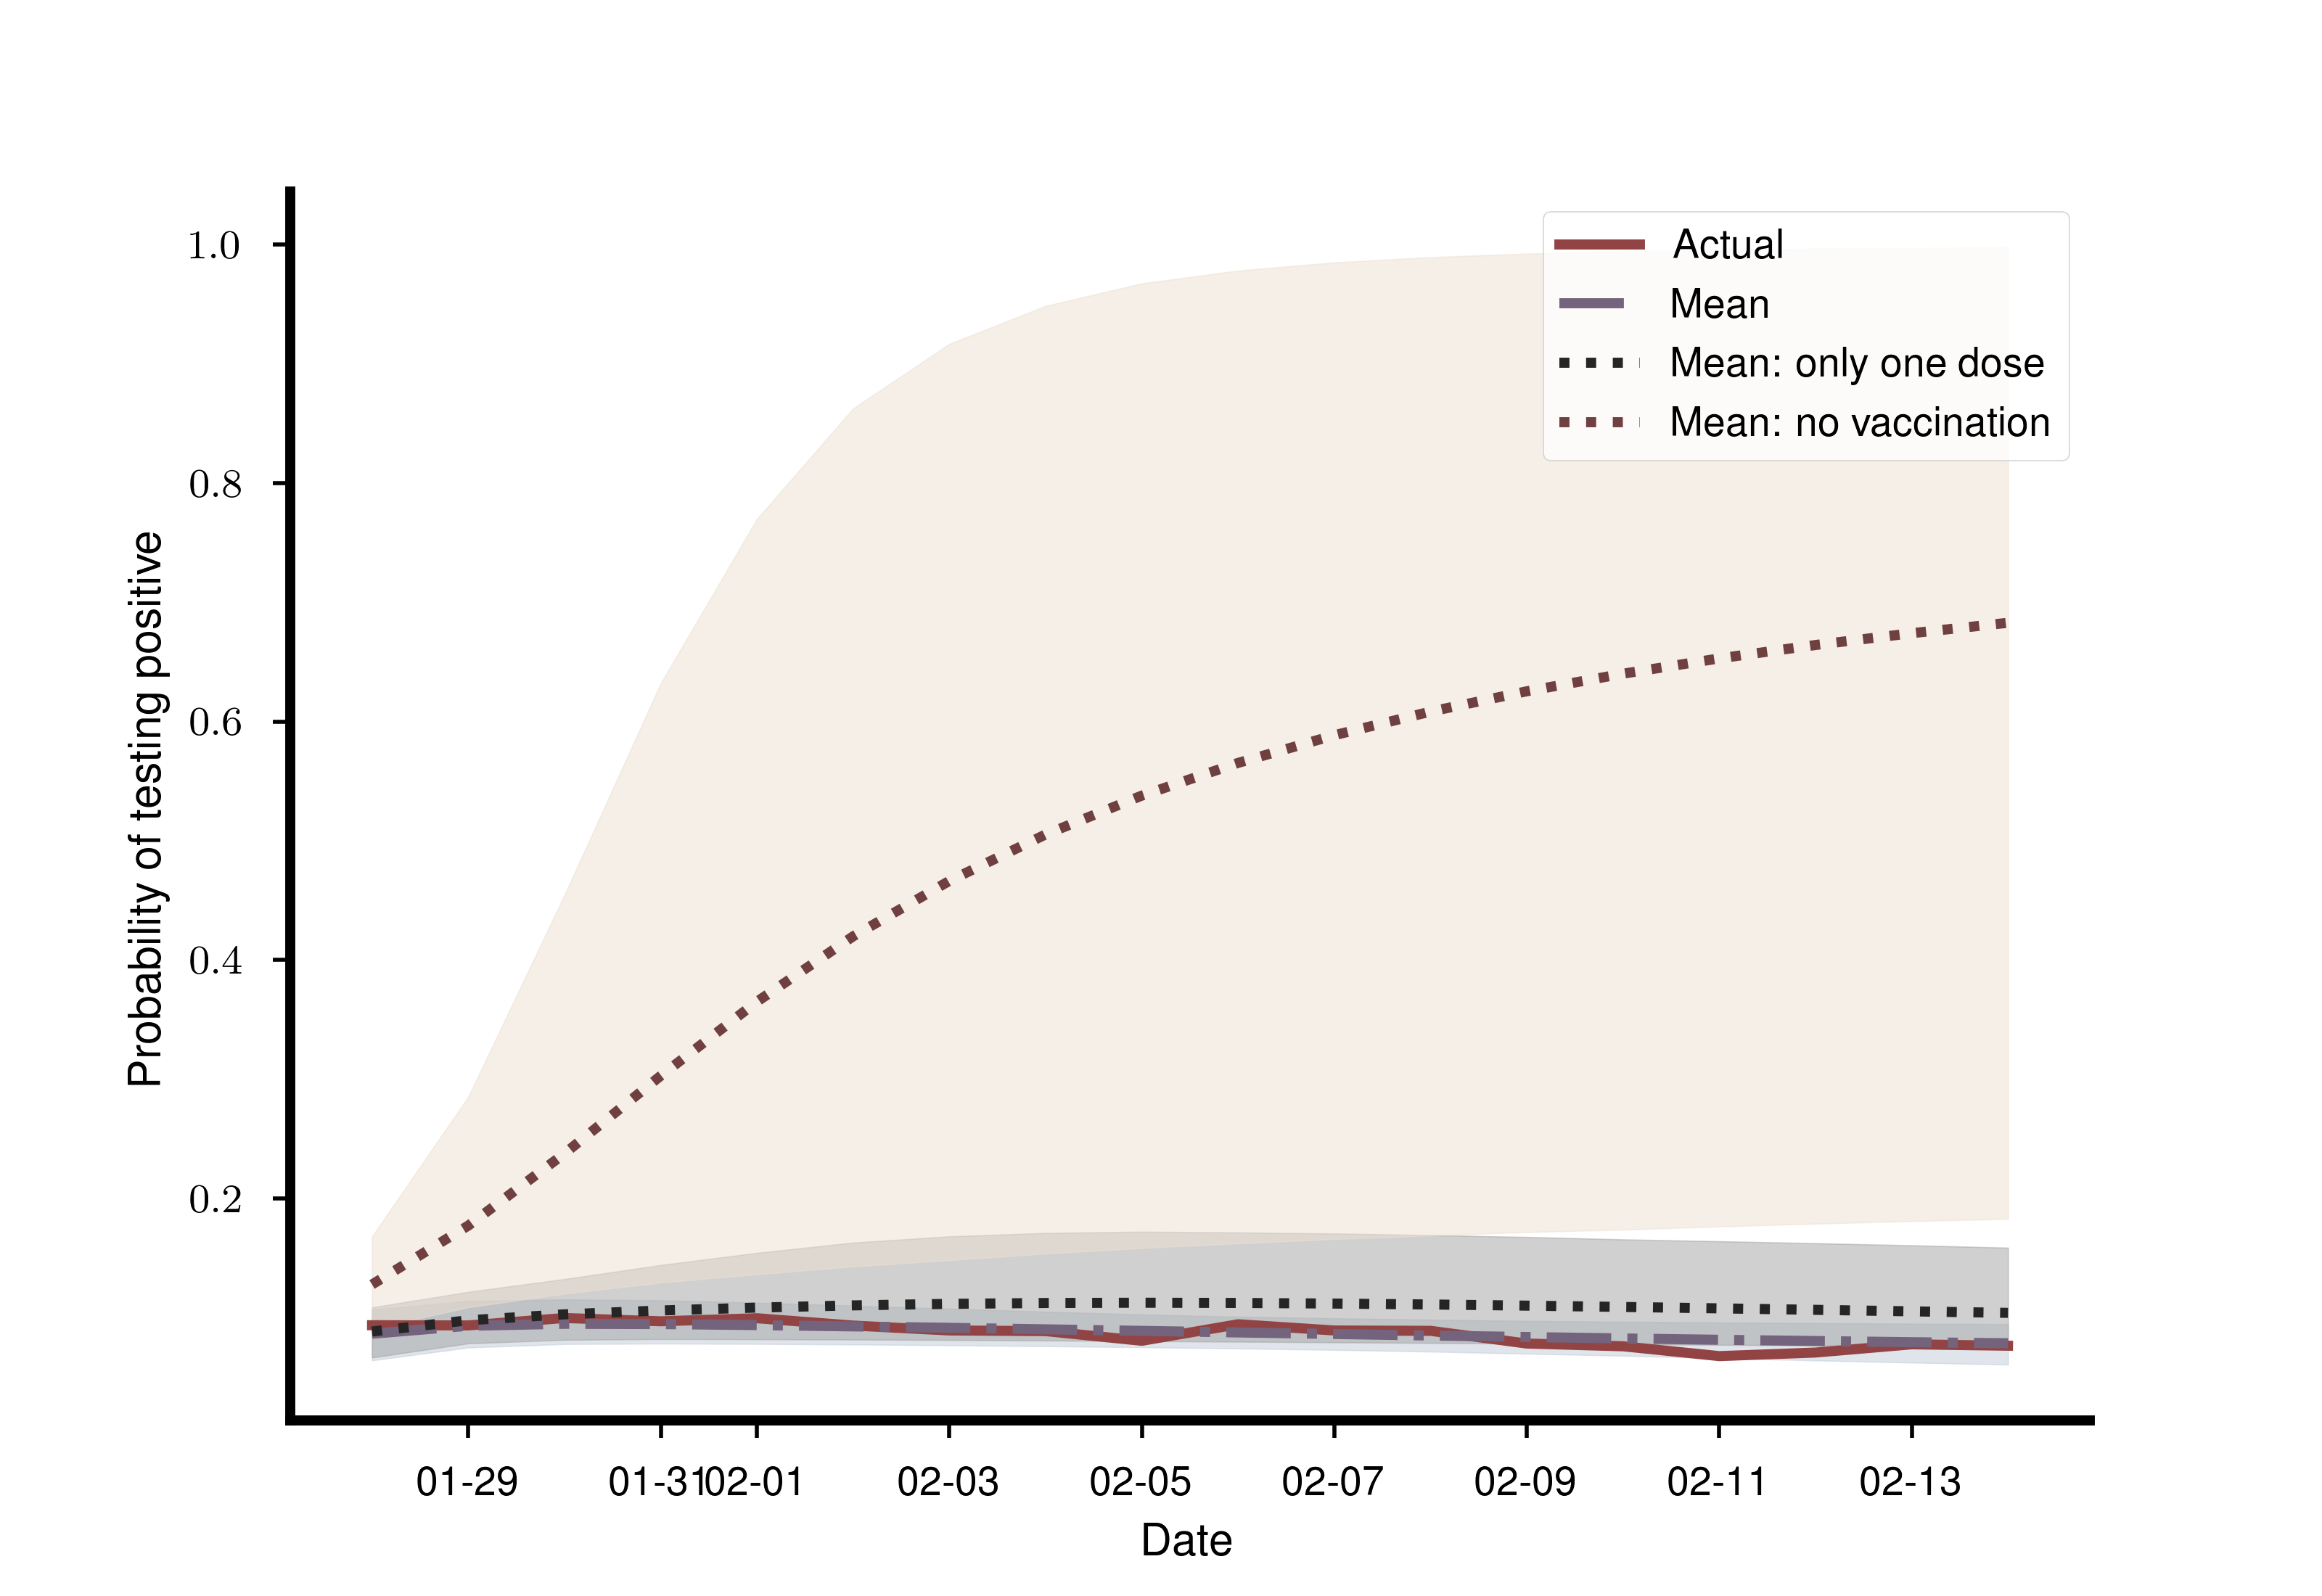 Actual
Mean
Mean: only one dose
Mean: no vaccination
1.0
0.8
0.6
0.4
0.2
Probability of testing positive
01-29 01-31 02-01 02-03 02-05 02-07 02-09 02-11 02-13
Date